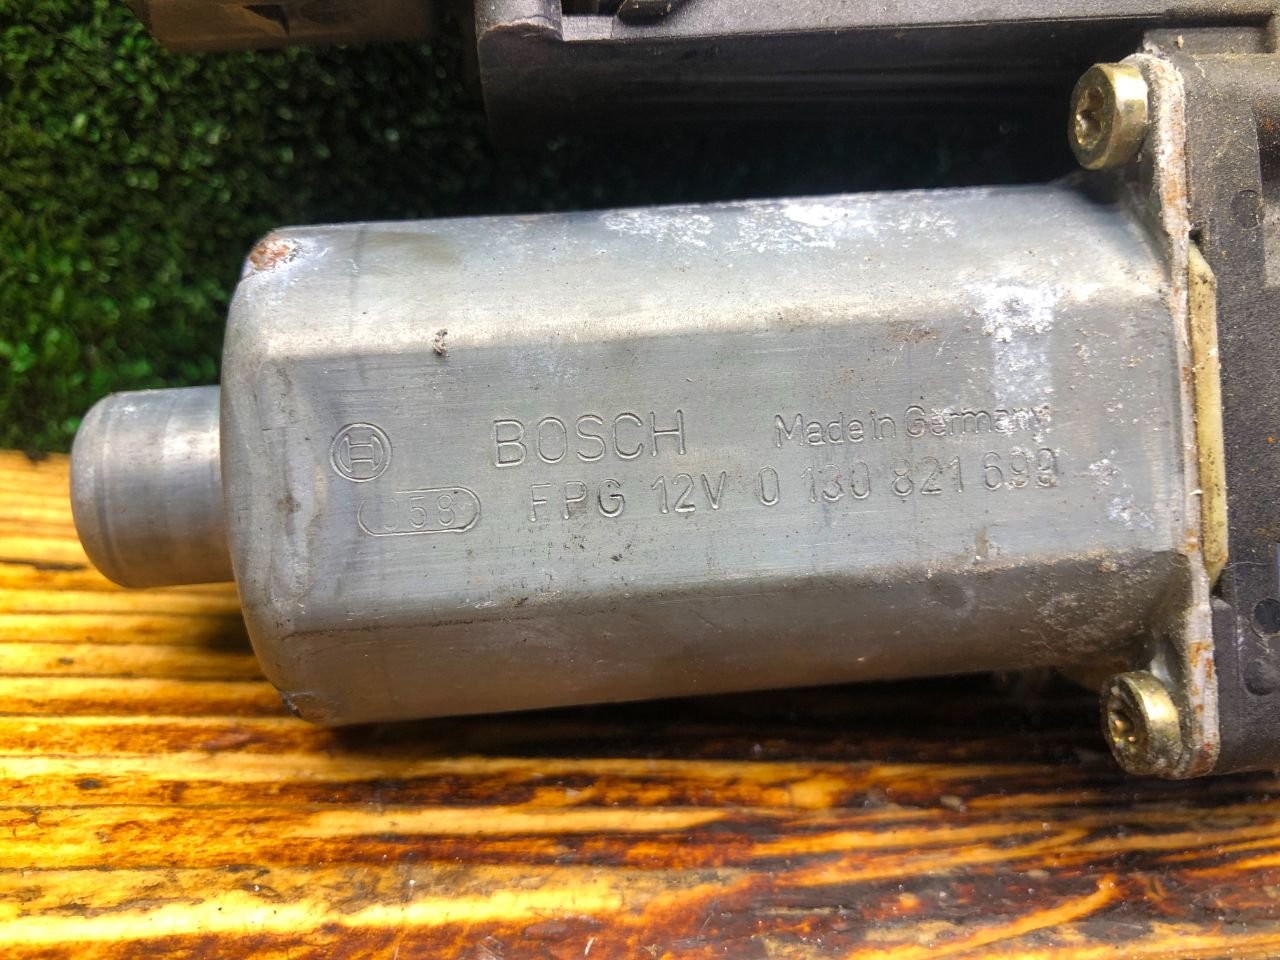 BOSCH Made in Germany
058 FPG 12V 0 130 821 699